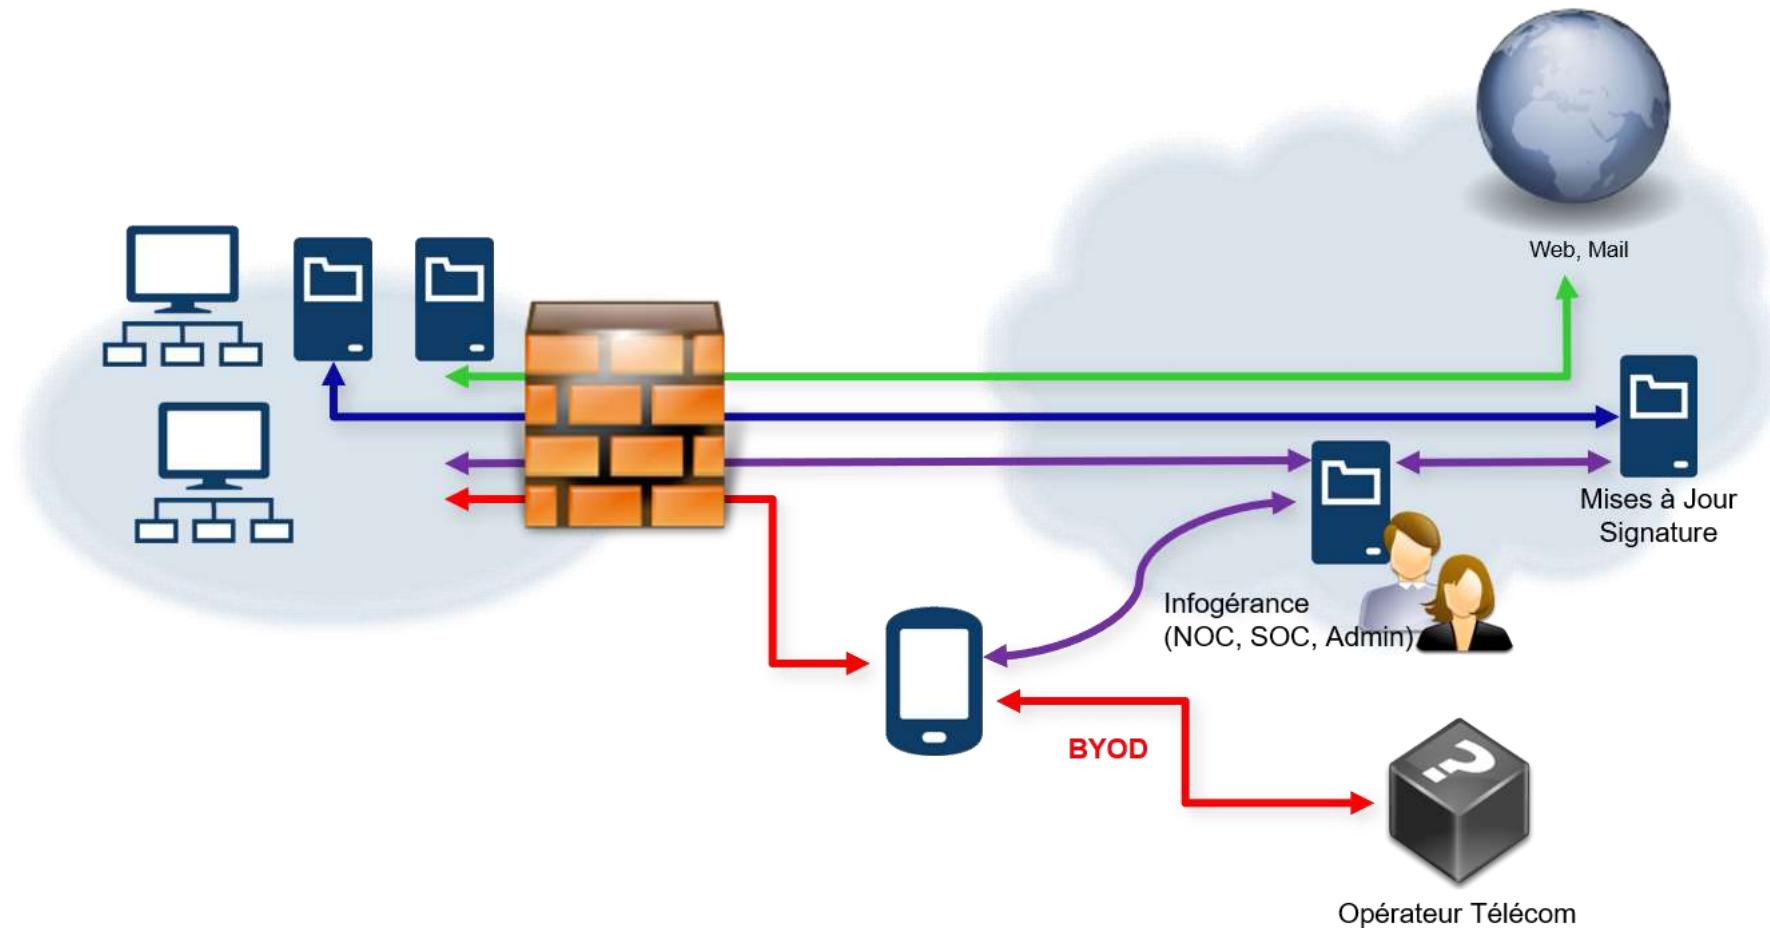 Web, Mail
Mises à Jour
Signature
Infogérance
(NOC, SOC, Admin)
BYOD
?
Opérateur Télécom